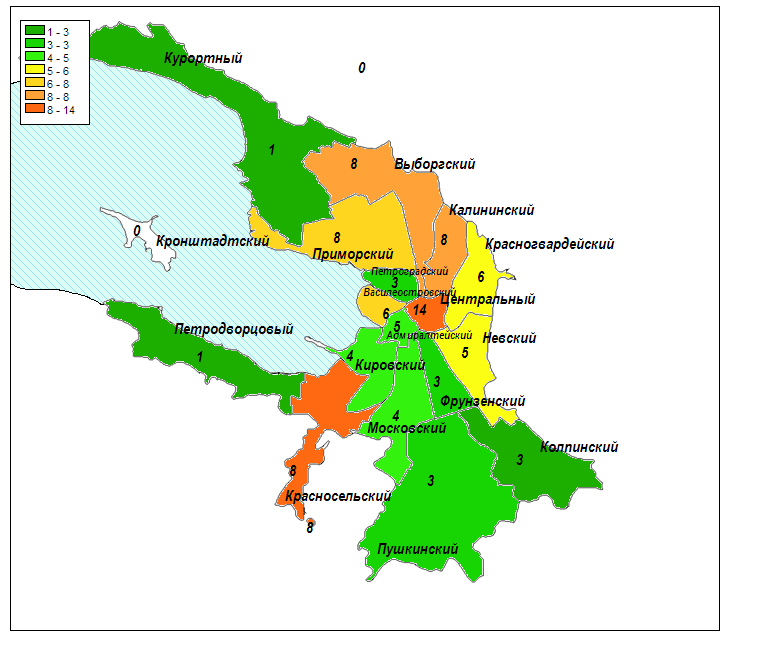 1 - 3
3 - 3
4 - 5
5 - 6
6 - 8
8 - 8
8 - 14
Курортный
0
1
8
Выборгский
Калининский
0
Кронштадтский
8
Приморский
8
Красногвардейский
Петроградский
3
6
Василеостровский
Центральный
6
14
5
Петродворцовый
Адмиралтейский
Невский
1
4
Кировский
5
3
Фрунзенский
4
Московский
Колпинский
3
8
3
Красносельский
8
Пушкинский